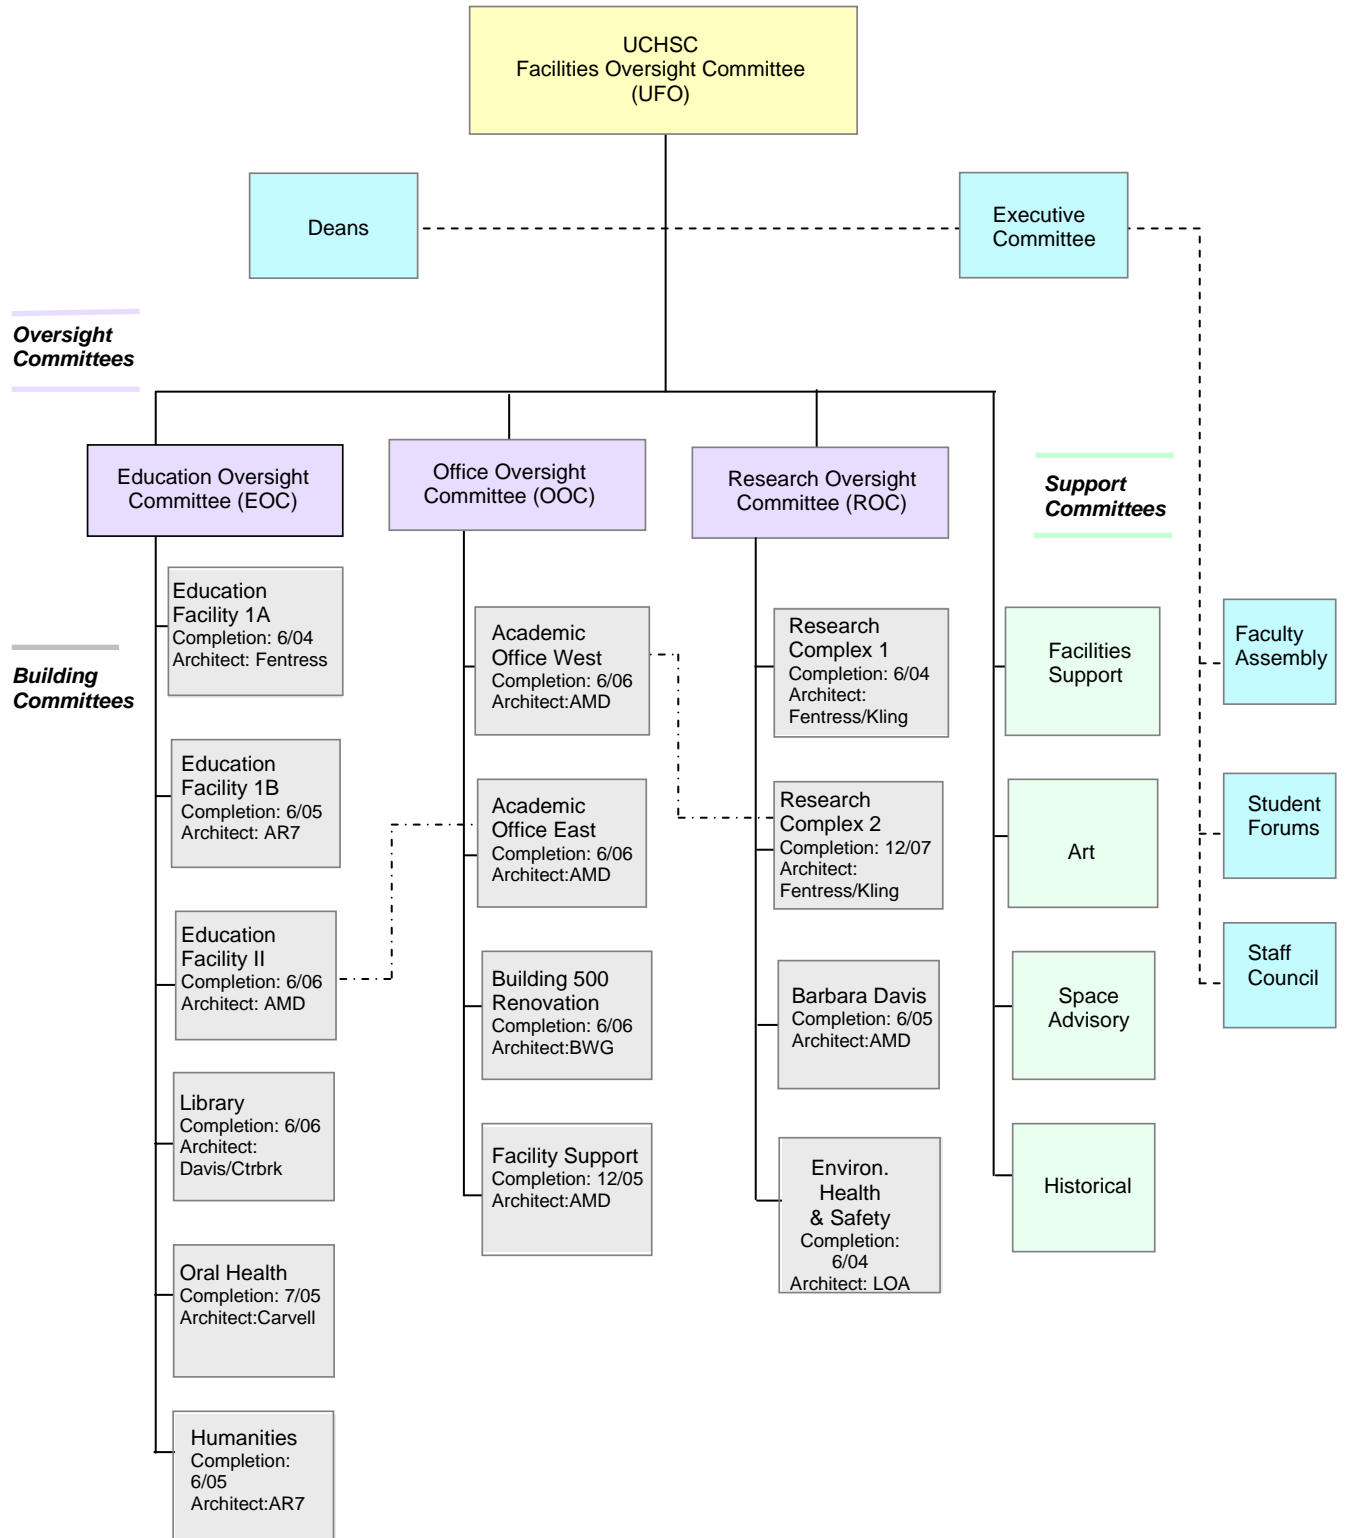 UCHSC
Facilities Oversight Committee
(UFO)
Deans
Executive
Committee
Oversight
Committees
Education Oversight
Committee (EOC)
Office Oversight
Committee (OOC)
Research Oversight
Committee (ROC)
Support
Committees
Building
Committees
Education
Facility 1A
Completion: 6/04
Architect: Fentress
Education
Facility 1B
Completion: 6/05
Architect: AR7
Education
Facility II
Completion: 6/06
Architect: AMD
Library
Completion: 6/06
Architect:
Davis/Ctrbrk
Oral Health
Completion: 7/05
Architect:Carvell
Humanities
Completion:
6/05
Architect:AR7
Academic
Office West
Completion: 6/06
Architect:AMD
Academic
Office East
Completion: 6/06
Architect:AMD
Building 500
Renovation
Completion: 6/06
Architect:BWG
Facility Support
Completion: 12/05
Architect:AMD
Research
Complex 1
Completion: 6/04
Architect:
Fentress/Kling
Research
Complex 2
Completion: 12/07
Architect:
Fentress/Kling
Barbara Davis
Completion: 6/05
Architect:AMD
Environ.
Health
& Safety
Completion:
6/04
Architect: LOA
Facilities
Support
Art
Space
Advisory
Historical
Faculty
Assembly
Student
Forums
Staff
Council